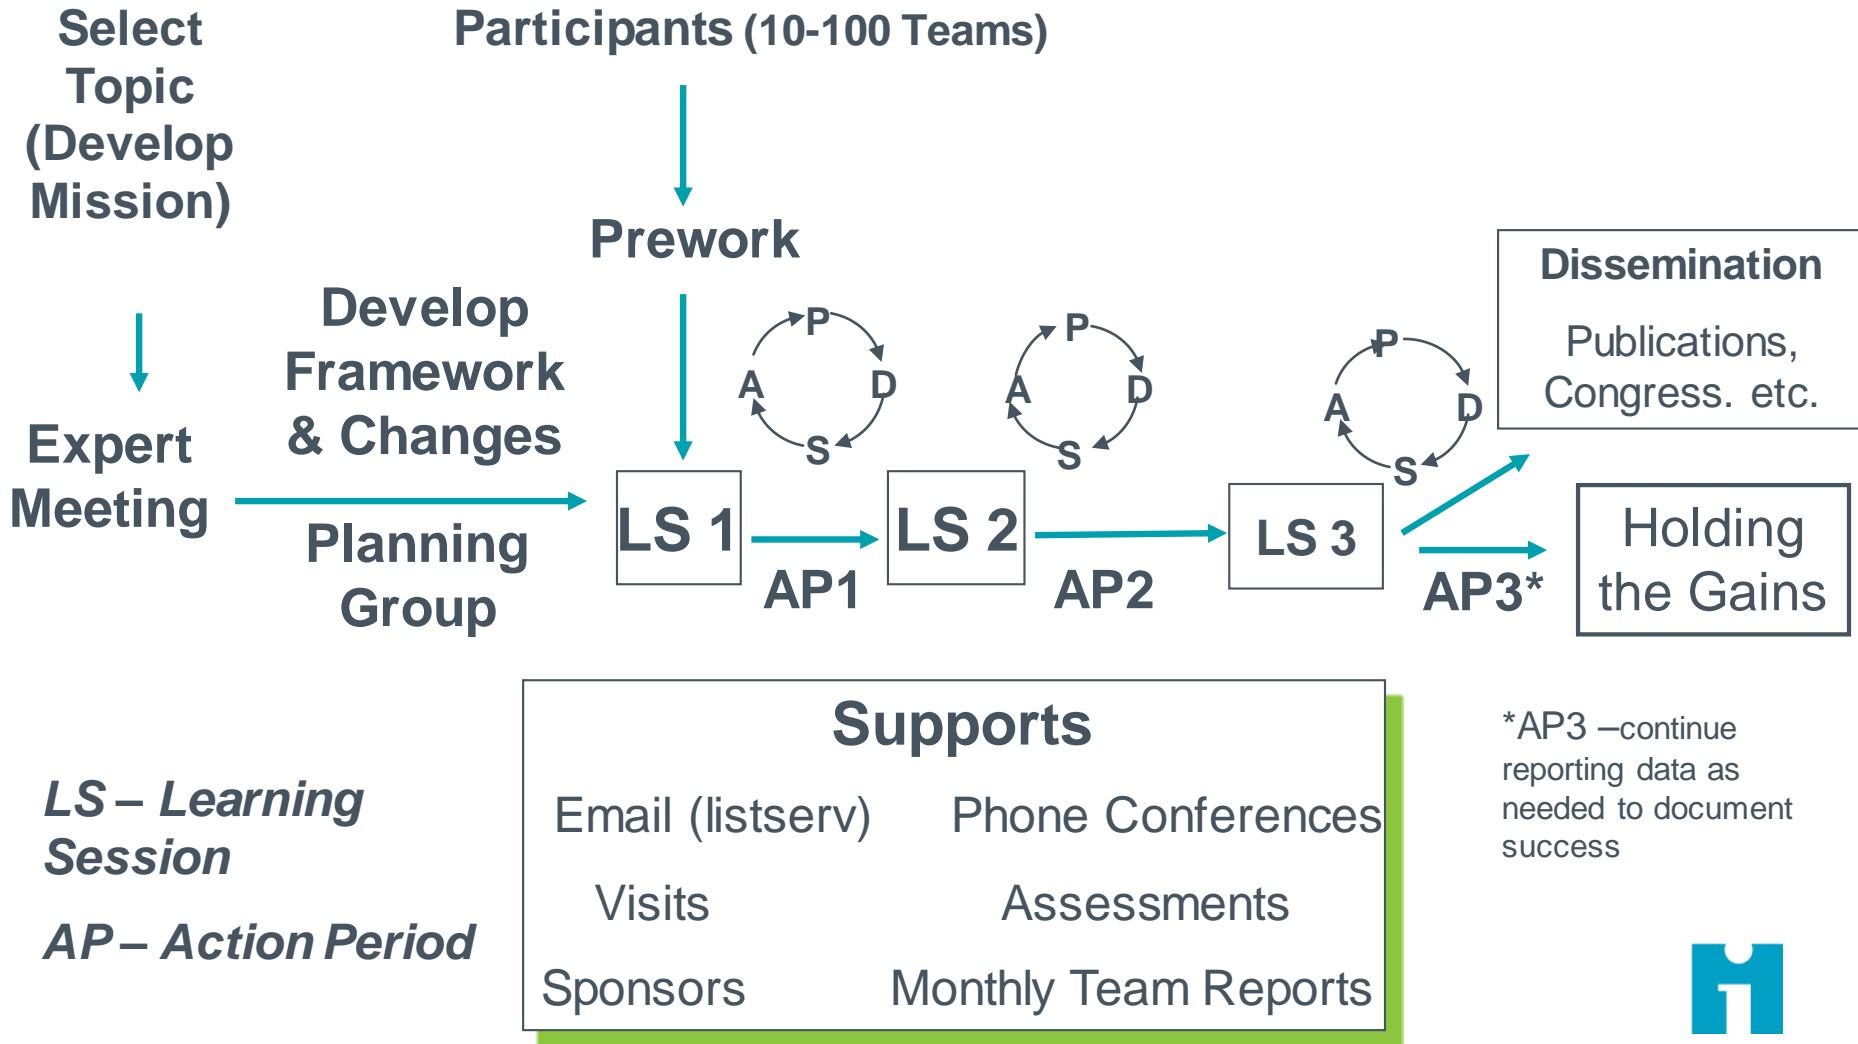 Select
Topic
(Develop
Mission)
Participants (10-100 Teams)
Prework
Develop
Framework
& Changes
Expert
Meeting
Planning
Group
P
D
S
A
P
D
S
A
P
D
S
A
LS 1
AP1
LS 2
AP2
LS 3
AP3*
Dissemination
Publications,
Congress. etc.
Holding
the Gains
Supports
Email (listserv)
Phone Conferences
Visits
Assessments
Sponsors
Monthly Team Reports
LS – Learning
Session
AP – Action Period
*AP3 –continue
reporting data as
needed to document
success